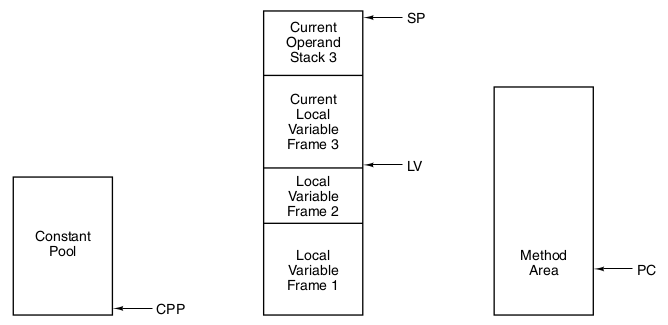 Current
Operand
Stack 3
SP
Current
Local
Variable
Frame 3
LV
Local
Variable
Frame 2
Constant
Pool
Local
Variable
Frame 1
Method
Area
PC
CPP